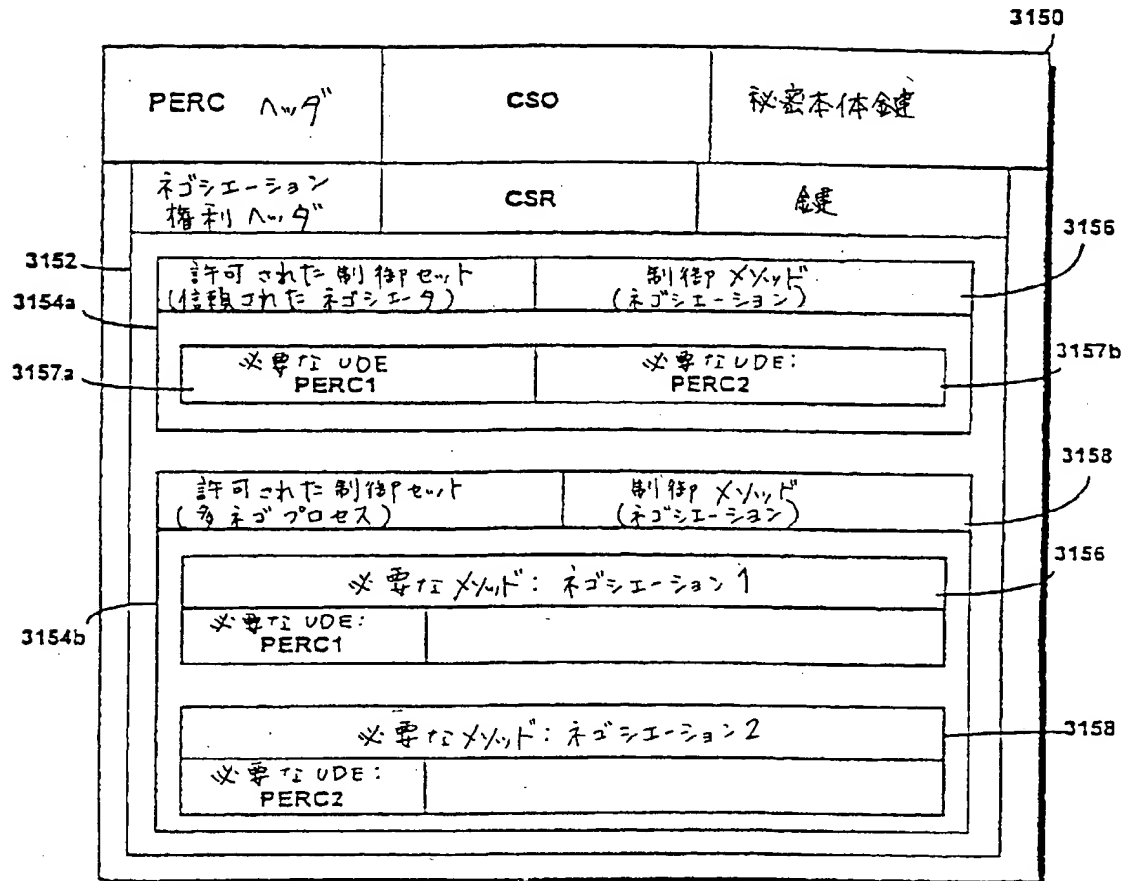 3150
PERC ヘッダ
CSO
秘密本体鍵
ネゴシエーション
権利ヘッダ
CSR
鍵
3156
3152
許可された制御セット
(信頼されたネゴシエータ)
制御メソッド:
(ネゴシエーション)
3154a
3157a
必要なUDE
PERC1
必要なUDE:
PERC2
3157b
3158
許可された制御セット
(多ネゴプロセス)
制御メソッド
(ネゴシエーション)
3154b
必要なメソッド: ネゴシエーション1
3156
必要なUDE:
PERC1
必要なメソッド: ネゴシエーション2
3158
必要なUDE:
PERC2